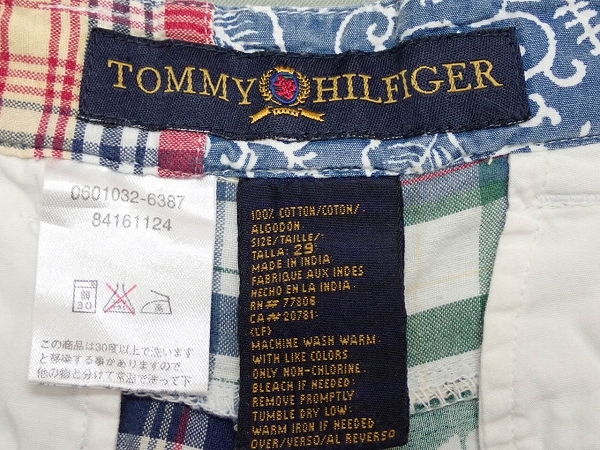 TOMMY HILFIGER
0601032-6387
84161124
この商品は30度以上で洗いますと
移染する事がありますので
他の物と分けて常温で洗って下
100% COTTON/COTON/
ALGODON
SIZE/TAILLE/
TALLA: 29
MADE IN INDIA
FABRIQUE AUX INDES
HECHO EN LA INDIA
RN# 77806
CA# 20781
<LF>
MACHINE WASH WARM
WITH LIKE COLORS
ONLY NON-CHLORINE
BLEACH IF NEEDED
REMOVE PROMPTLY
TUMBLE DRY LOW
WARM IRON IF NEEDED
OVER/VERSO/AL REVERSO